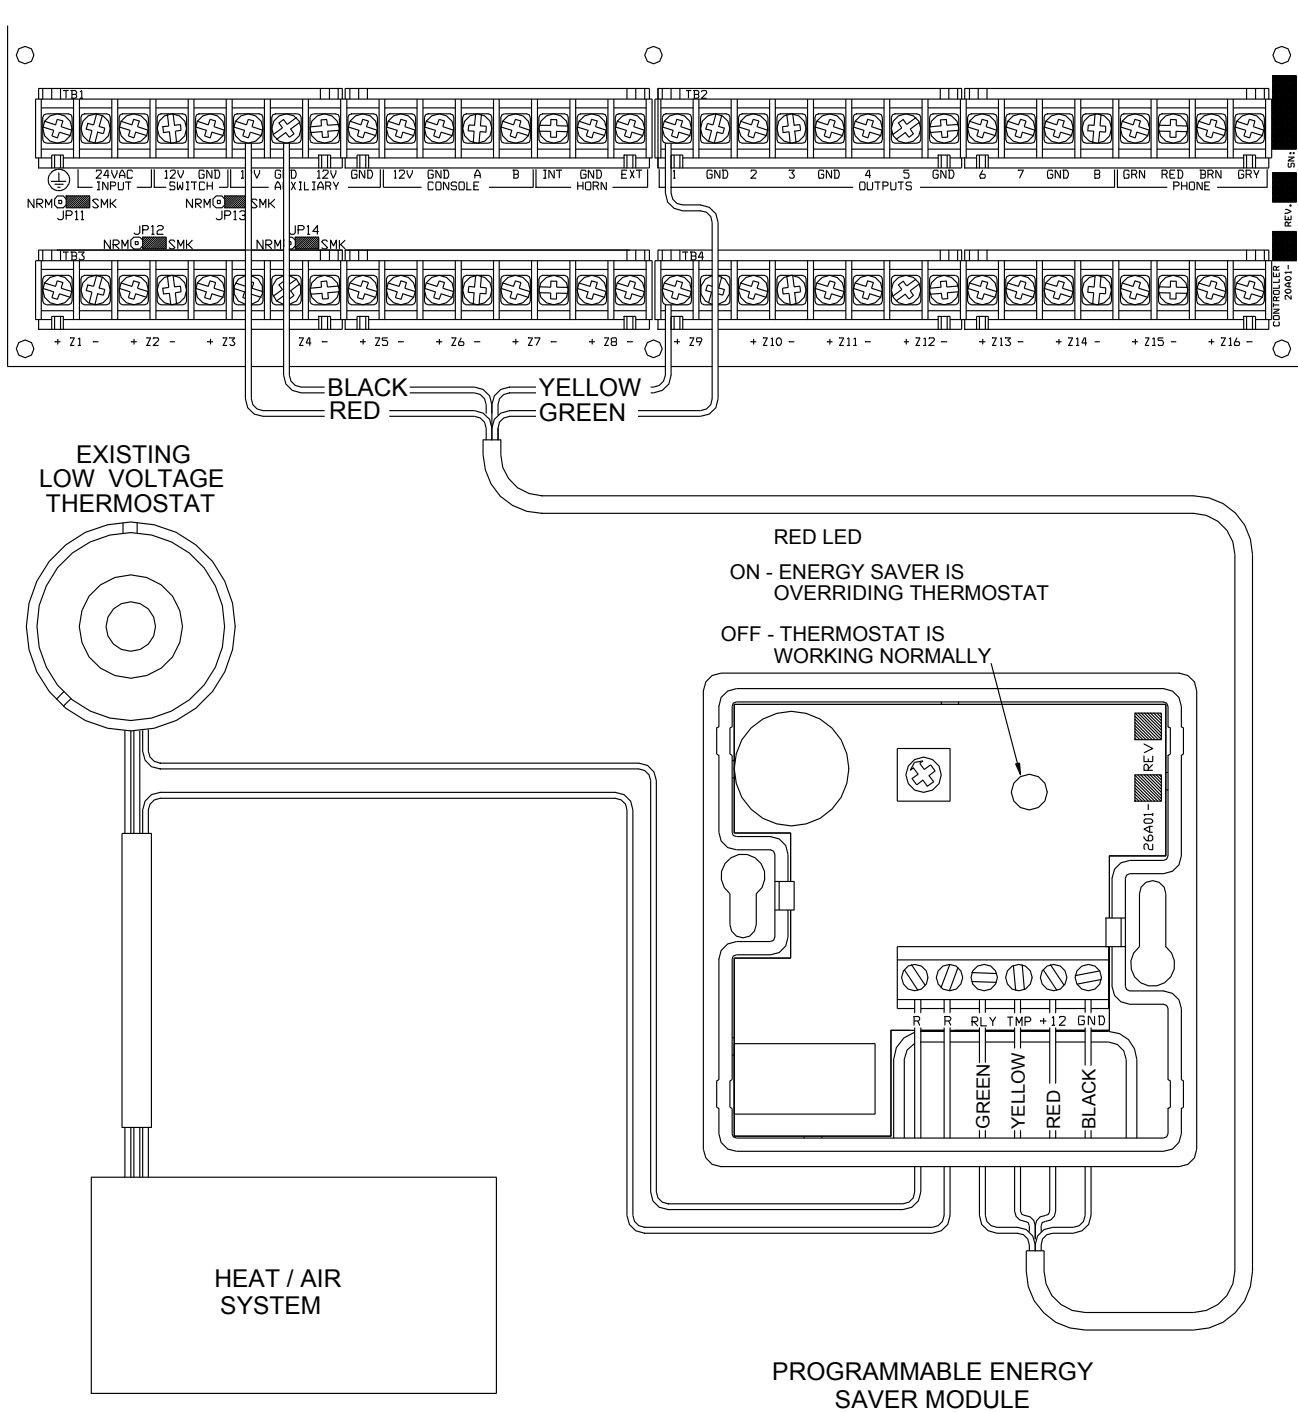 TB1 TB2
24VAC 12V GND 12V GND 12V GND 12V GND A B INT GND EXT 1 GND 2 3 GND 4 5 GND 6 7 GND 8 GRN RED BRN GRY
INPUT SWITCH AUXILIARY CONSOLE HORN OUTPUTS PHONE
SN:
REV.
CONTROLLER
20A01-
NRM SMK NRM SMK
JP11 JP13
JP12 JP14
NRM SMK NRM SMK
TB3 TB4
+ Z1 - + Z2 - + Z3 Z4 - + Z5 - + Z6 - + Z7 - + Z8 - + Z9 + Z10 - + Z11 - + Z12 - + Z13 - + Z14 - + Z15 - + Z16 -
BLACK YELLOW
RED GREEN
EXISTING
LOW VOLTAGE
THERMOSTAT
RED LED
ON - ENERGY SAVER IS
OVERRIDING THERMOSTAT
OFF - THERMOSTAT IS
WORKING NORMALLY
REV
26A01-
R R RLY TMP +12 GND
GREEN
YELLOW
RED
BLACK
HEAT / AIR
SYSTEM
PROGRAMMABLE ENERGY
SAVER MODULE